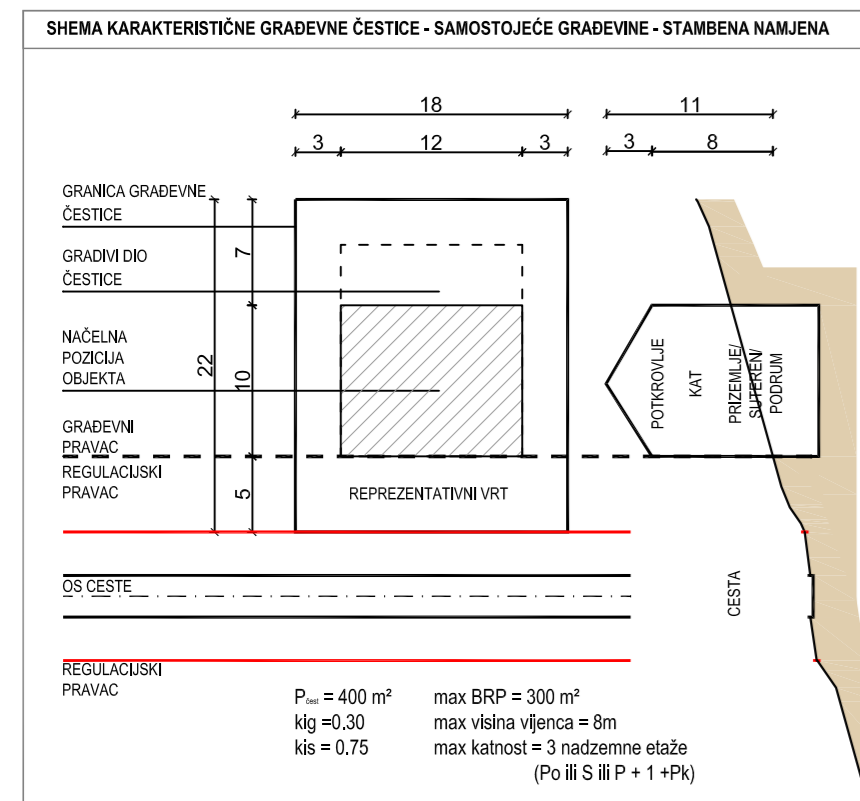 SHEMA KARAKTERISTIČNE GRAĐEVNE ČESTICE - SAMOSTOJEĆE GRAĐEVINE - STAMBENA NAMJENA
18
11
3
12
3
3
8
GRANICA GRAĐEVNE
ČESTICE
GRADIVI DIO
ČESTICE
NAČELNA
POZICIJA
OBJEKTA
GRAĐEVNI
PRAVAC
REGULACIJSKI
PRAVAC
22
7
10
5
REPREZENTATIVNI VRT
POTKROVLJE
KAT
PRIZEMLJE/
SUTEREN/
PODRUM
OS CESTE
CESTA
REGULACIJSKI
PRAVAC
Pčest = 400 m²
kig =0.30
kis = 0.75
max BRP = 300 m²
max visina vijenca = 8m
max katnost = 3 nadzemne etaže
(Po ili S ili P + 1 +Pk)